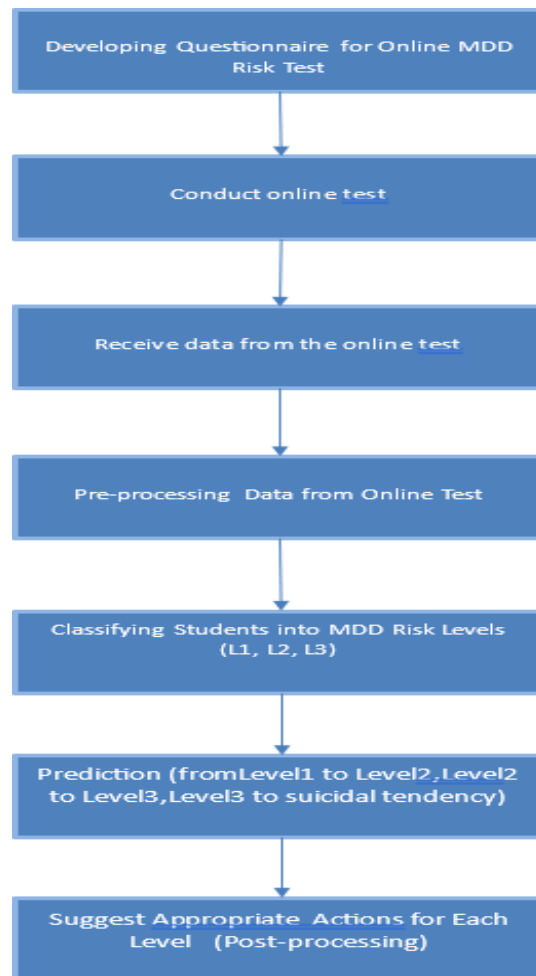 Developing Questionnaire for Online MDD
Risk Test
Conduct online test
Receive data from the online test
Pre-processing Data from Online Test
Classifying Students into MDD Risk Levels
(L1, L2, L3)
Prediction (fromLevel1 to Level2,Level2
to Level3,Level3 to suicidal tendency)
Suggest Appropriate Actions for Each
Level (Post-processing)